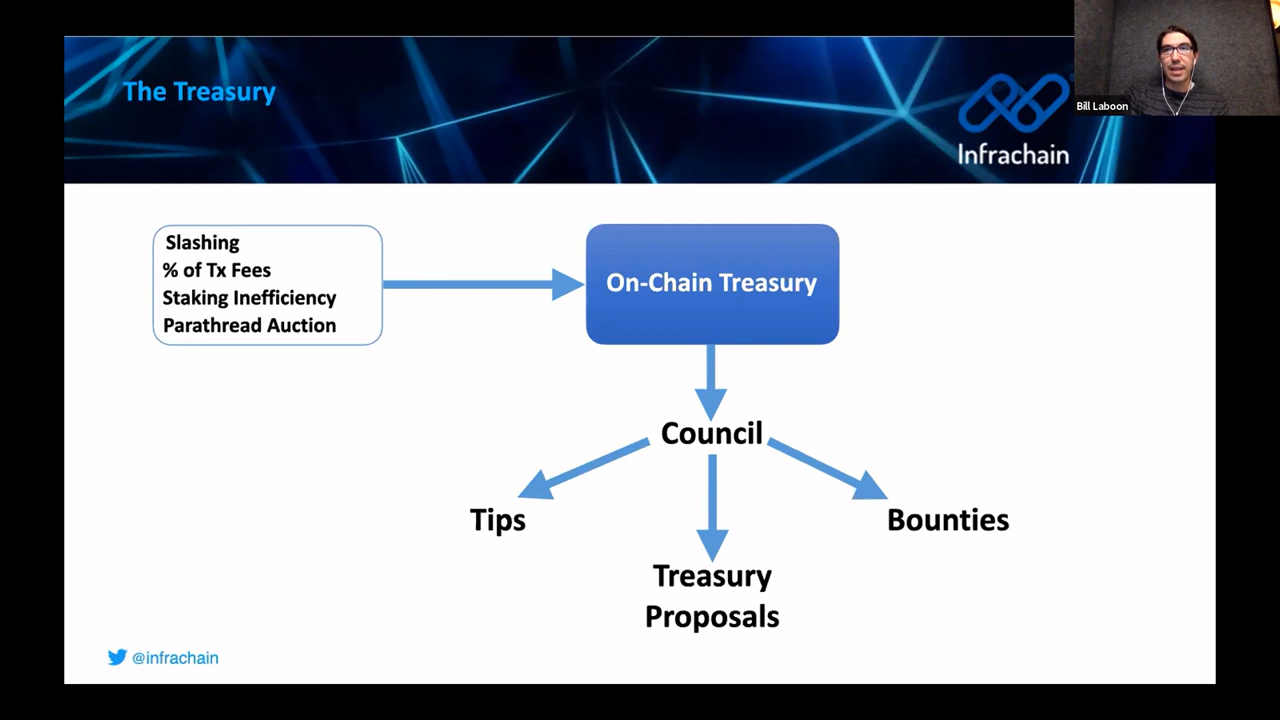 The Treasury
Infrachain
Bill Laboon
Slashing
% of Tx Fees
Staking Inefficiency
Parathread Auction
On-Chain Treasury
Council
Tips
Bounties
Treasury
Proposals
@infrachain